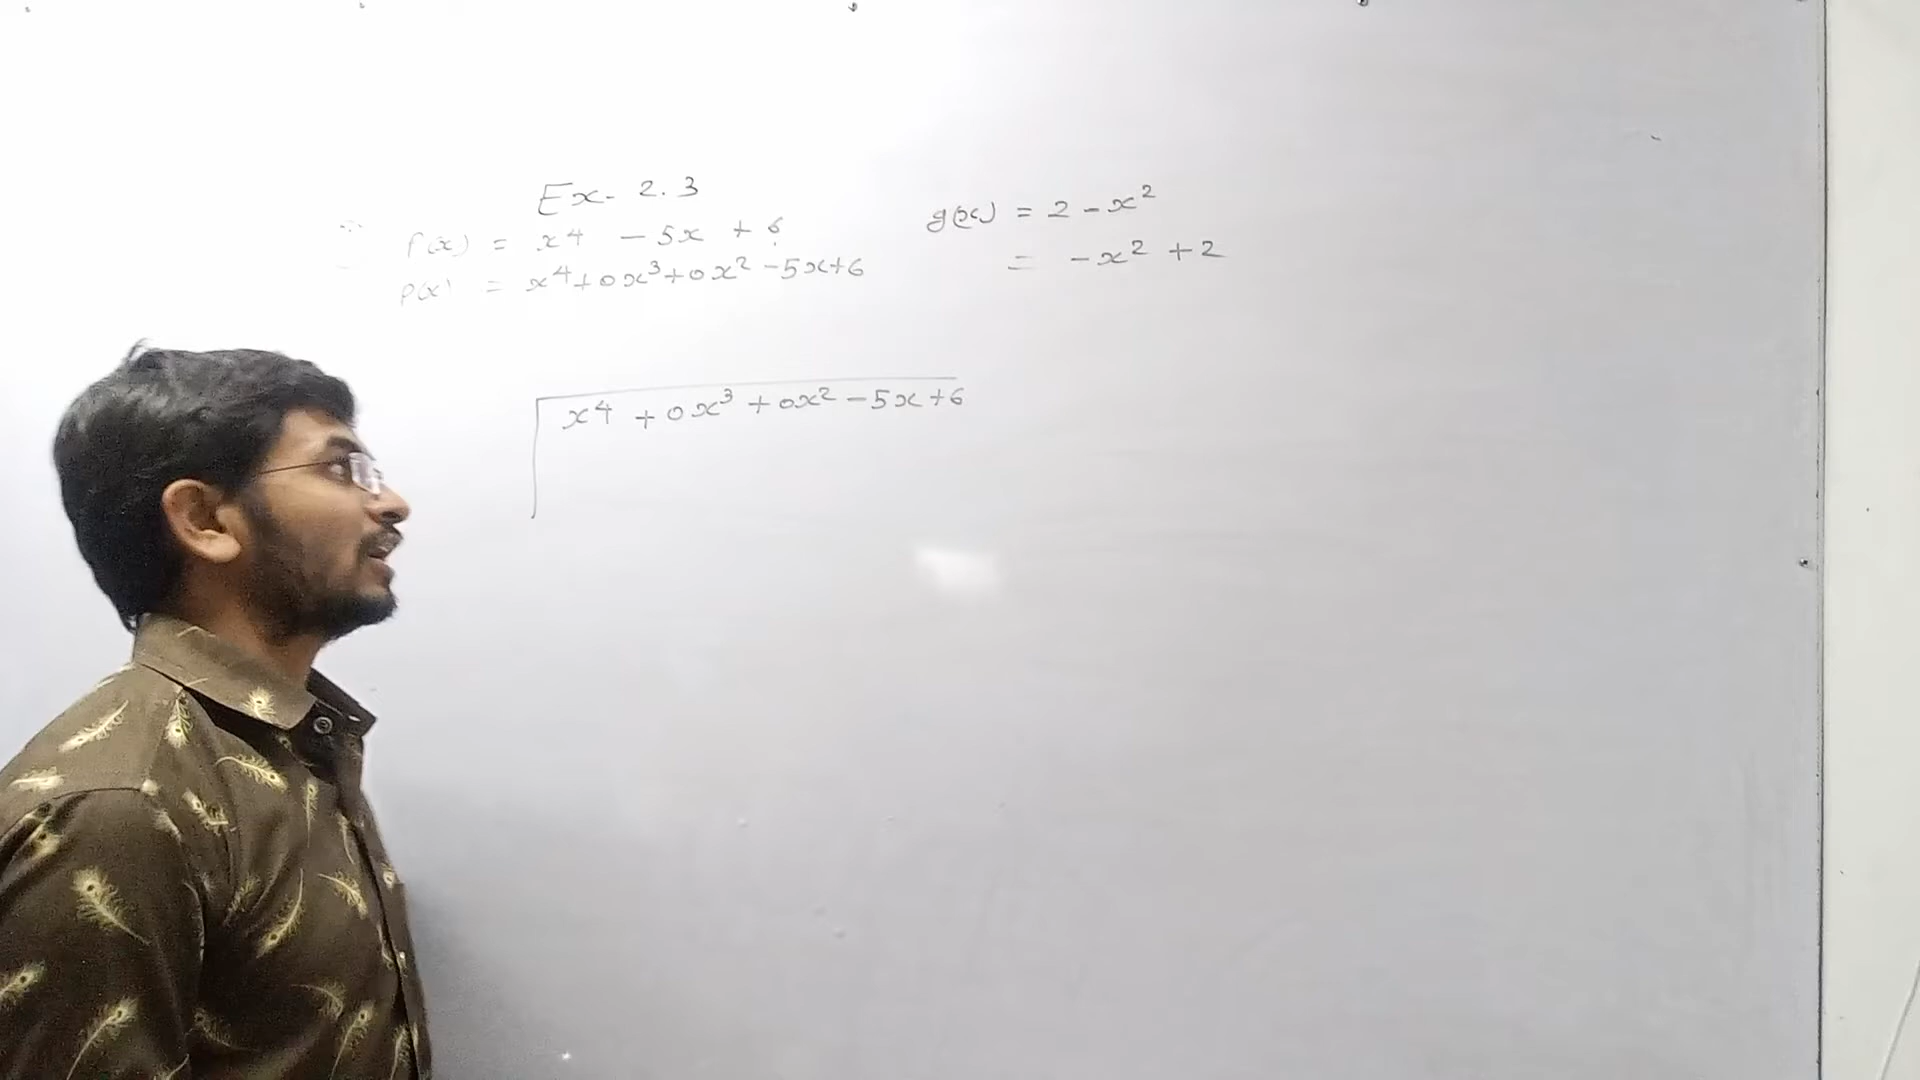 Ex- 2.3
P(x) = x⁴ - 5x + 6
P(x) = x⁴+0x³+0x²-5x+6
g(x) = 2 - x²
= -x² + 2
x⁴ + 0x³ + 0x² - 5x + 6